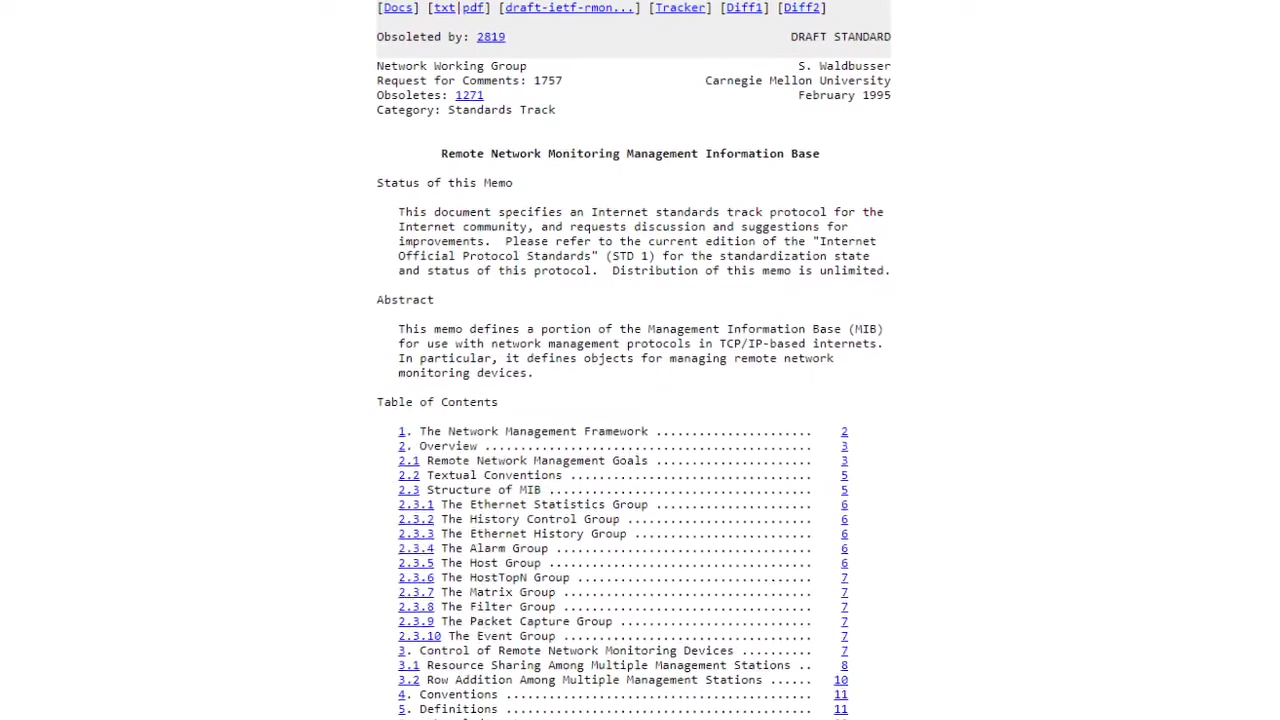 [Docs] [txt|pdf] [draft-ietf-rmon...] [Tracker] [Diff1] [Diff2]
Obsoleted by: 2819 DRAFT STANDARD
Network Working Group S. Waldbusser
Request for Comments: 1757 Carnegie Mellon University
Obsoletes: 1271 February 1995
Category: Standards Track
Remote Network Monitoring Management Information Base
Status of this Memo
This document specifies an Internet standards track protocol for the
Internet community, and requests discussion and suggestions for
improvements.  Please refer to the current edition of the "Internet
Official Protocol Standards" (STD 1) for the standardization state
and status of this protocol.  Distribution of this memo is unlimited.
Abstract
This memo defines a portion of the Management Information Base (MIB)
for use with network management protocols in TCP/IP-based internets.
In particular, it defines objects for managing remote network
monitoring devices.
Table of Contents
1. The Network Management Framework ...................... 2
2. Overview .............................................. 3
2.1 Remote Network Management Goals ...................... 3
2.2 Textual Conventions .................................. 5
2.3 Structure of MIB ..................................... 5
2.3.1 The Ethernet Statistics Group ...................... 6
2.3.2 The History Control Group .......................... 6
2.3.3 The Ethernet History Group ......................... 6
2.3.4 The Alarm Group .................................... 6
2.3.5 The Host Group ..................................... 6
2.3.6 The HostTopN Group ................................. 7
2.3.7 The Matrix Group ................................... 7
2.3.8 The Filter Group ................................... 7
2.3.9 The Packet Capture Group ........................... 7
2.3.10 The Event Group ................................... 7
3. Control of Remote Network Monitoring Devices .......... 7
3.1 Resource Sharing Among Multiple Management Stations .. 8
3.2 Row Addition Among Multiple Management Stations ...... 10
4. Conventions ........................................... 11
5. Definitions ........................................... 11